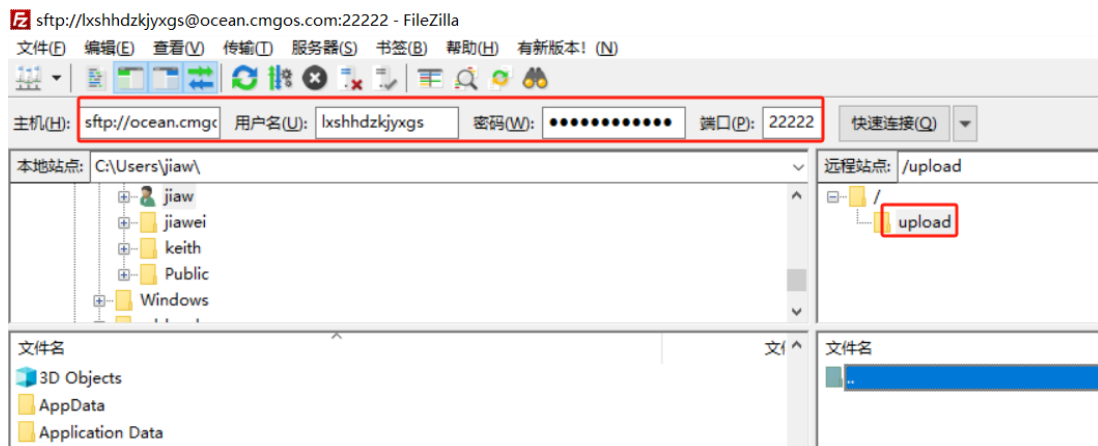 sftp://lxshhdzkjyxgs@ocean.cmgos.com:22222 - FileZilla
文件(F) 编辑(E) 查看(V) 传输(T) 服务器(S) 书签(B) 帮助(H) 有新版本！(N)
主机(H): sftp://ocean.cmgc 用户名(U): lxshhdzkjyxgs 密码(W): ●●●●●●●●●●●● 端口(P): 22222 快速连接(Q)
本地站点: C:\Users\jiaw\
远程站点: /upload
jiaw
jiawei
keith
Public
Windows
/
upload
文件名
3D Objects
AppData
Application Data
文件名
..